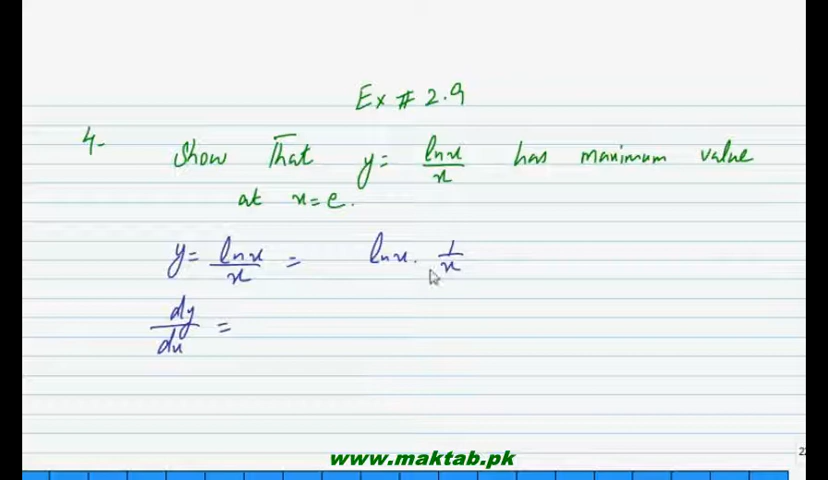 Ex # 2.9
4- Show That y = lnx/x has maximum value
at x = e.
y = lnx/x = lnx. 1/x
dy/dx =
www.maktab.pk